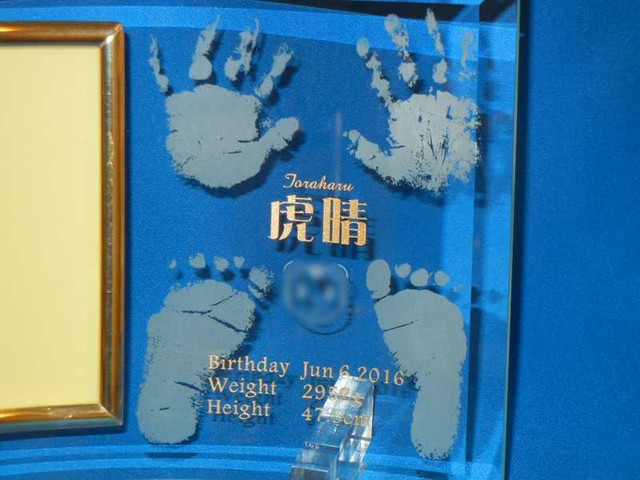 Toraharu
虎晴
Birthday Jun 6 2016
Weight
Height